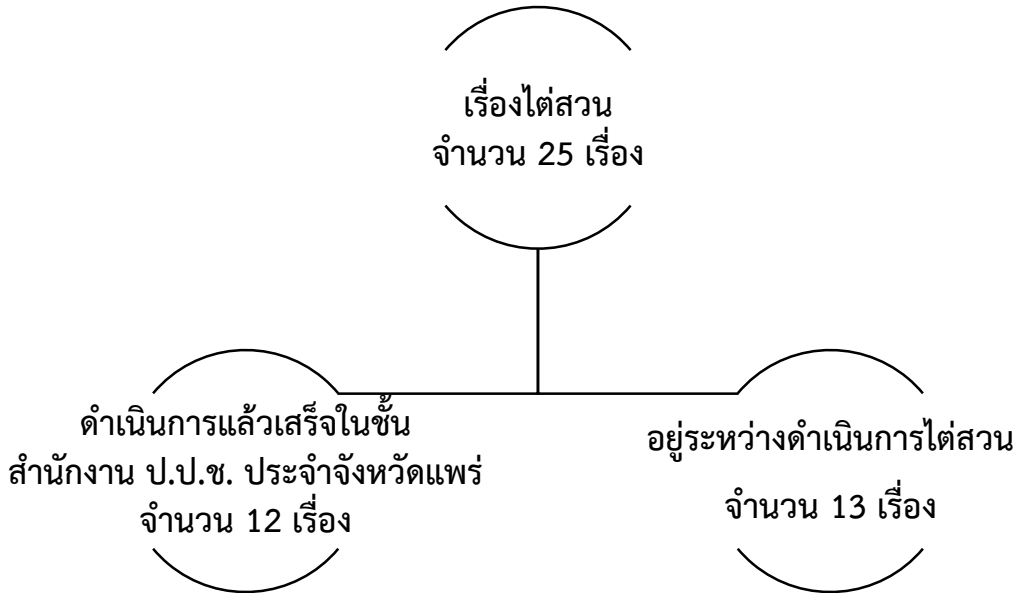 เรื่องไต่สวน
จำนวน 25 เรื่อง
ดำเนินการแล้วเสร็จในชั้น
สำนักงาน ป.ป.ช. ประจำจังหวัดแพร่
จำนวน 12 เรื่อง
อยู่ระหว่างดำเนินการไต่สวน
จำนวน 13 เรื่อง